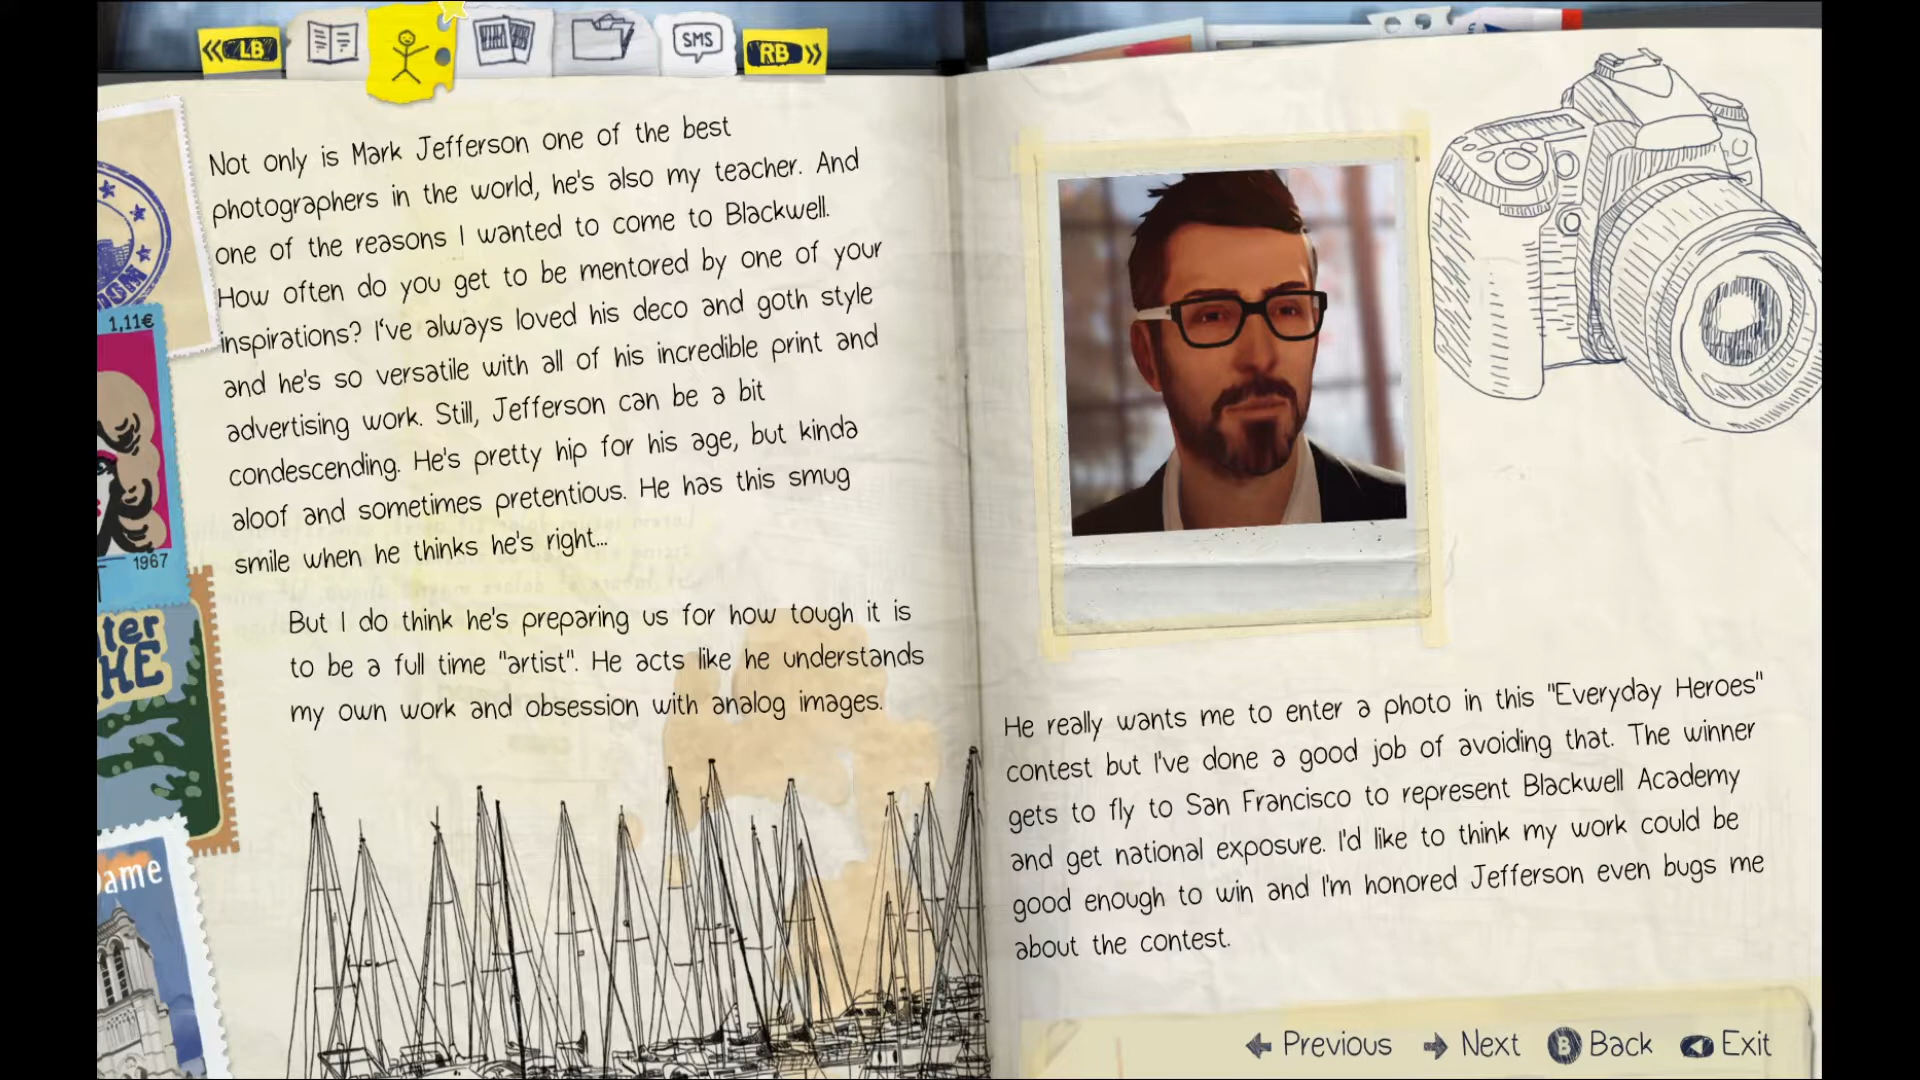 LB
SMS
RB
Not only is Mark Jefferson one of the best
photographers in the world, he's also my teacher. And
one of the reasons I wanted to come to Blackwell.
How often do you get to be mentored by one of your
inspirations? I've always loved his deco and goth style
and he's so versatile with all of his incredible print and
advertising work. Still, Jefferson can be a bit
condescending. He's pretty hip for his age, but kinda
aloof and sometimes pretentious. He has this smug
smile when he thinks he's right...
But I do think he's preparing us for how tough it is
to be a full time "artist". He acts like he understands
my own work and obsession with analog images.
1,11€
1967
ame
He really wants me to enter a photo in this "Everyday Heroes"
contest but I've done a good job of avoiding that. The winner
gets to fly to San Francisco to represent Blackwell Academy
and get national exposure. I'd like to think my work could be
good enough to win and I'm honored Jefferson even bugs me
about the contest.
Previous Next B Back Exit